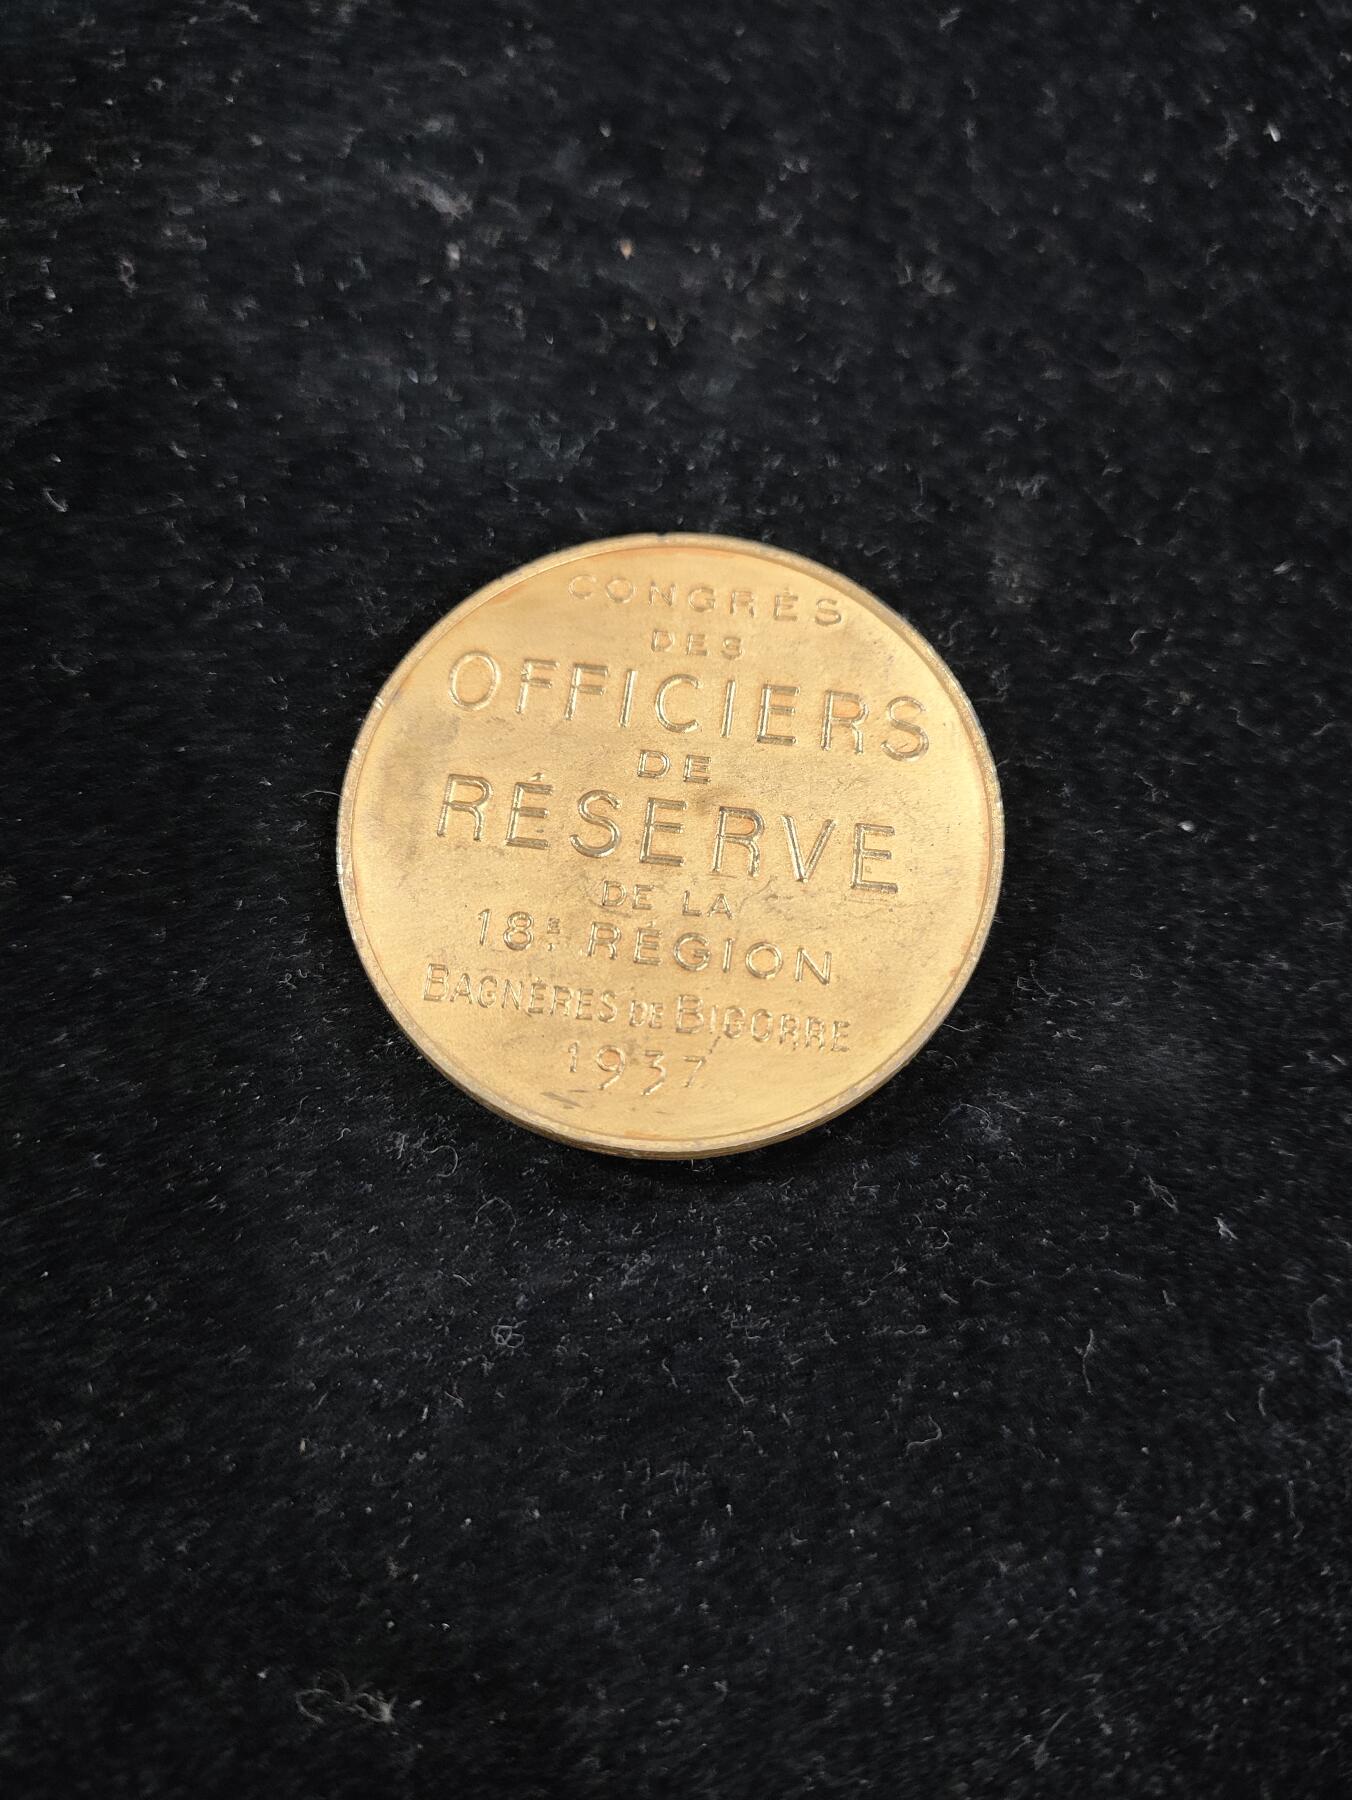 CONGRÈS
DES
OFFICIERS
DE
RÉSERVE
DE LA
18E RÉGION
BAGNÈRES DE BIGORRE
1937